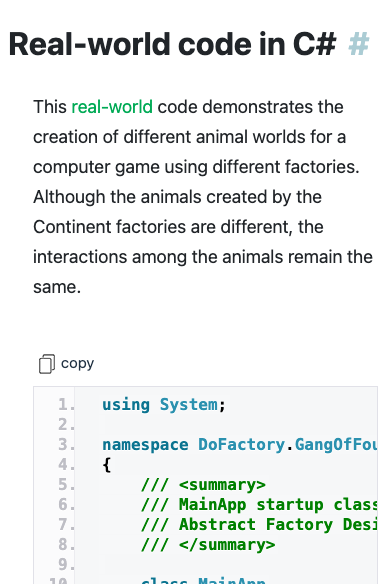 Real-world code in C# #
This real-world code demonstrates the
creation of different animal worlds for a
computer game using different factories.
Although the animals created by the
Continent factories are different, the
interactions among the animals remain the
same.
copy
1. using System;
2.
3. namespace DoFactory.GangOfFou
4. {
5. /// <summary>
6. /// MainApp startup class
7. /// Abstract Factory Desi
8. /// </summary>
9.
10. class MainApp